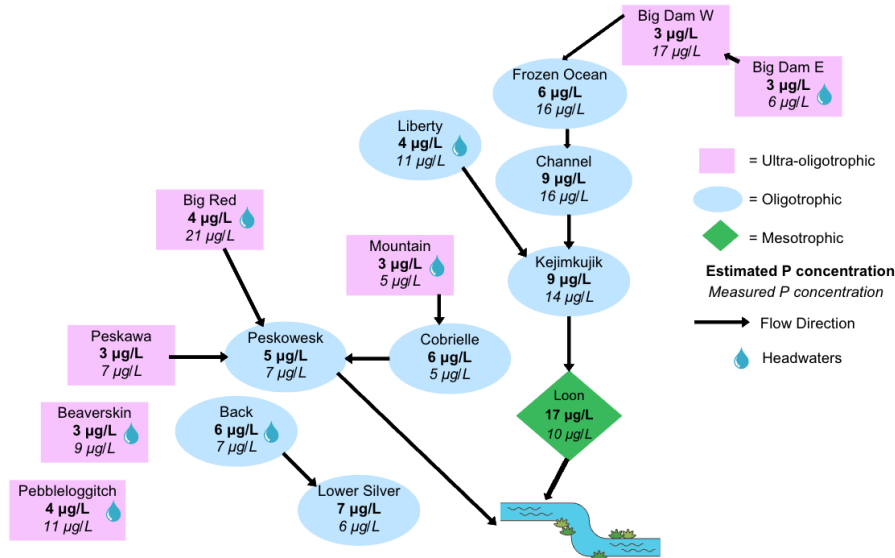 Big Dam W
3 µg/L
17 µg/L
Big Dam E
3 µg/L
6 µg/L
Frozen Ocean
6 µg/L
16 µg/L
Liberty
4 µg/L
11 µg/L
Channel
9 µg/L
16 µg/L
= Ultra-oligotrophic
= Oligotrophic
= Mesotrophic
Estimated P concentration
Measured P concentration
Flow Direction
Headwaters
Big Red
4 µg/L
21 µg/L
Mountain
3 µg/L
5 µg/L
Kejimkujik
9 µg/L
14 µg/L
Peskawa
3 µg/L
7 µg/L
Peskowesk
5 µg/L
7 µg/L
Cobrielle
6 µg/L
5 µg/L
Loon
17 µg/L
10 µg/L
Beaverskin
3 µg/L
9 µg/L
Back
6 µg/L
7 µg/L
Pebbleloggitch
4 µg/L
11 µg/L
Lower Silver
7 µg/L
6 µg/L